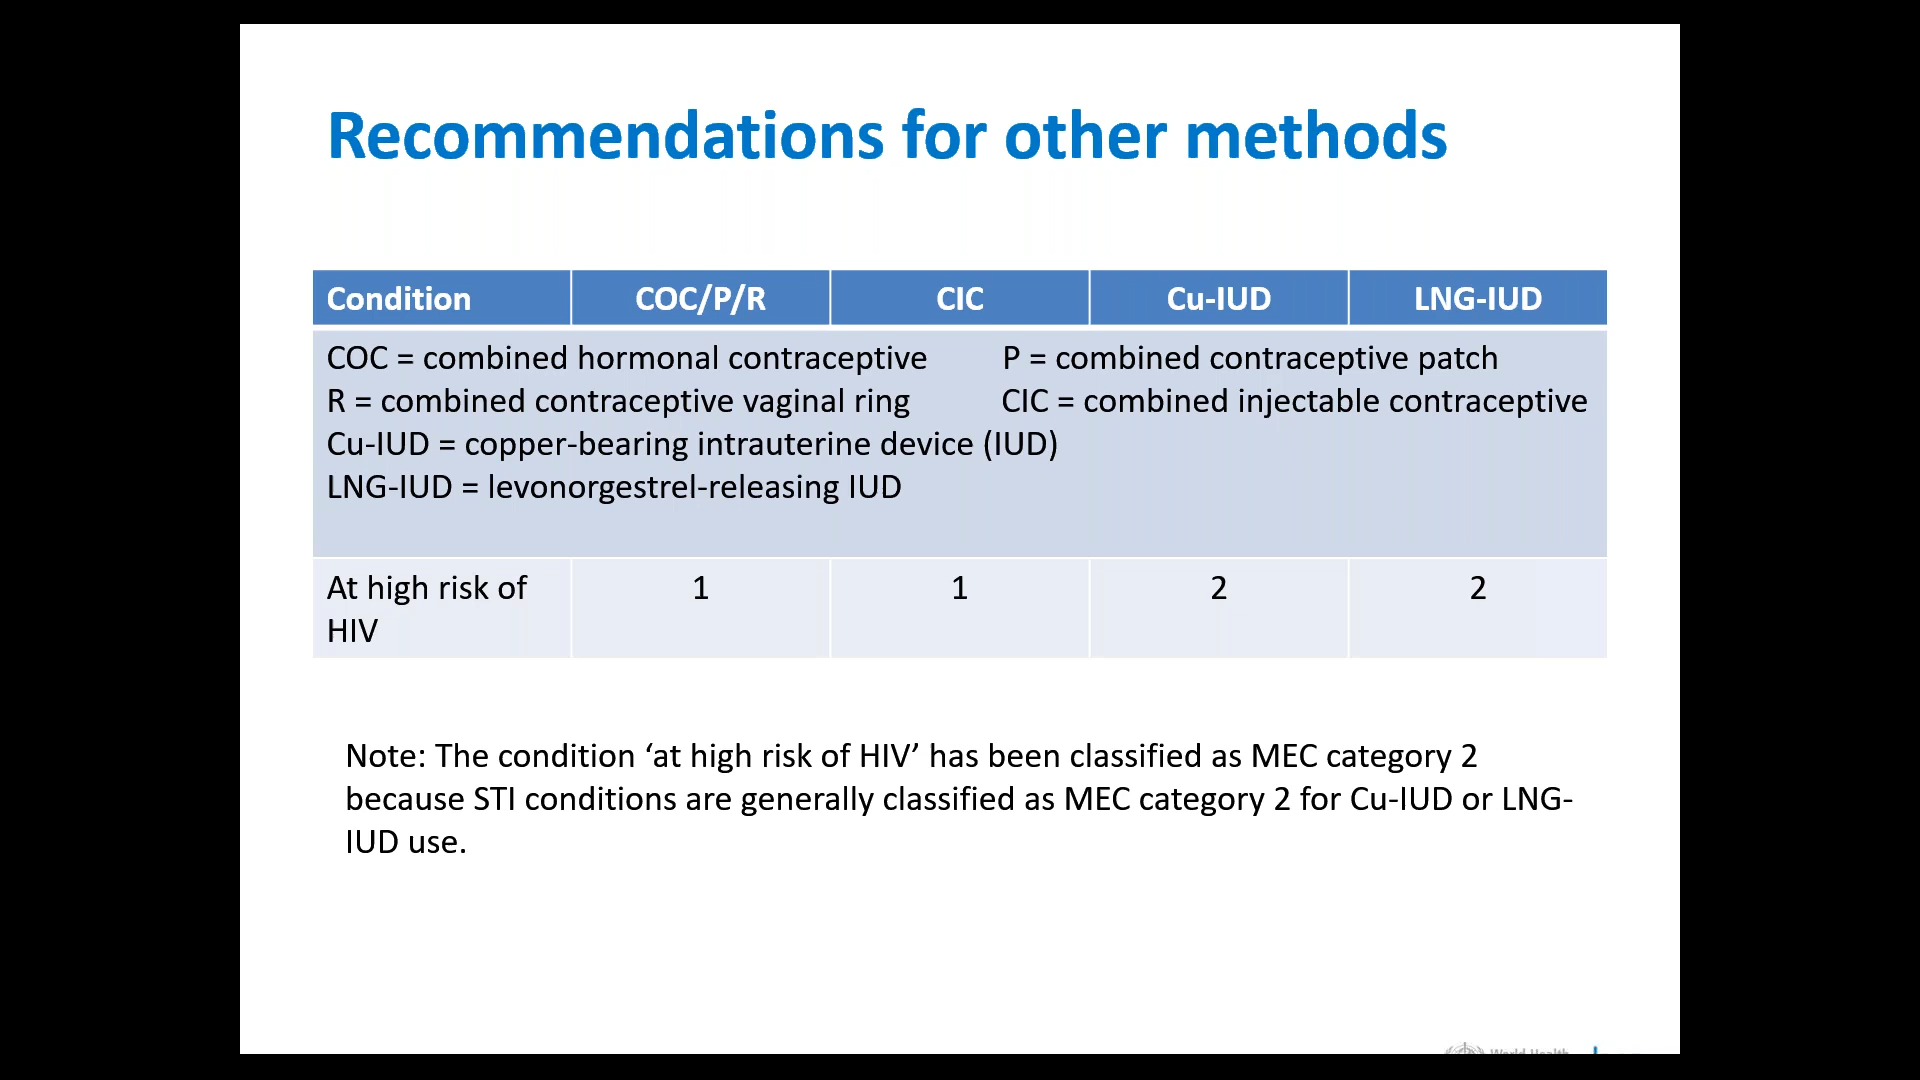 Recommendations for other methods
Condition COC/P/R CIC Cu-IUD LNG-IUD
COC = combined hormonal contraceptive P = combined contraceptive patch
R = combined contraceptive vaginal ring CIC = combined injectable contraceptive
Cu-IUD = copper-bearing intrauterine device (IUD)
LNG-IUD = levonorgestrel-releasing IUD
At high risk of 1 1 2 2
HIV
Note: The condition ‘at high risk of HIV’ has been classified as MEC category 2
because STI conditions are generally classified as MEC category 2 for Cu-IUD or LNG-
IUD use.
World Health